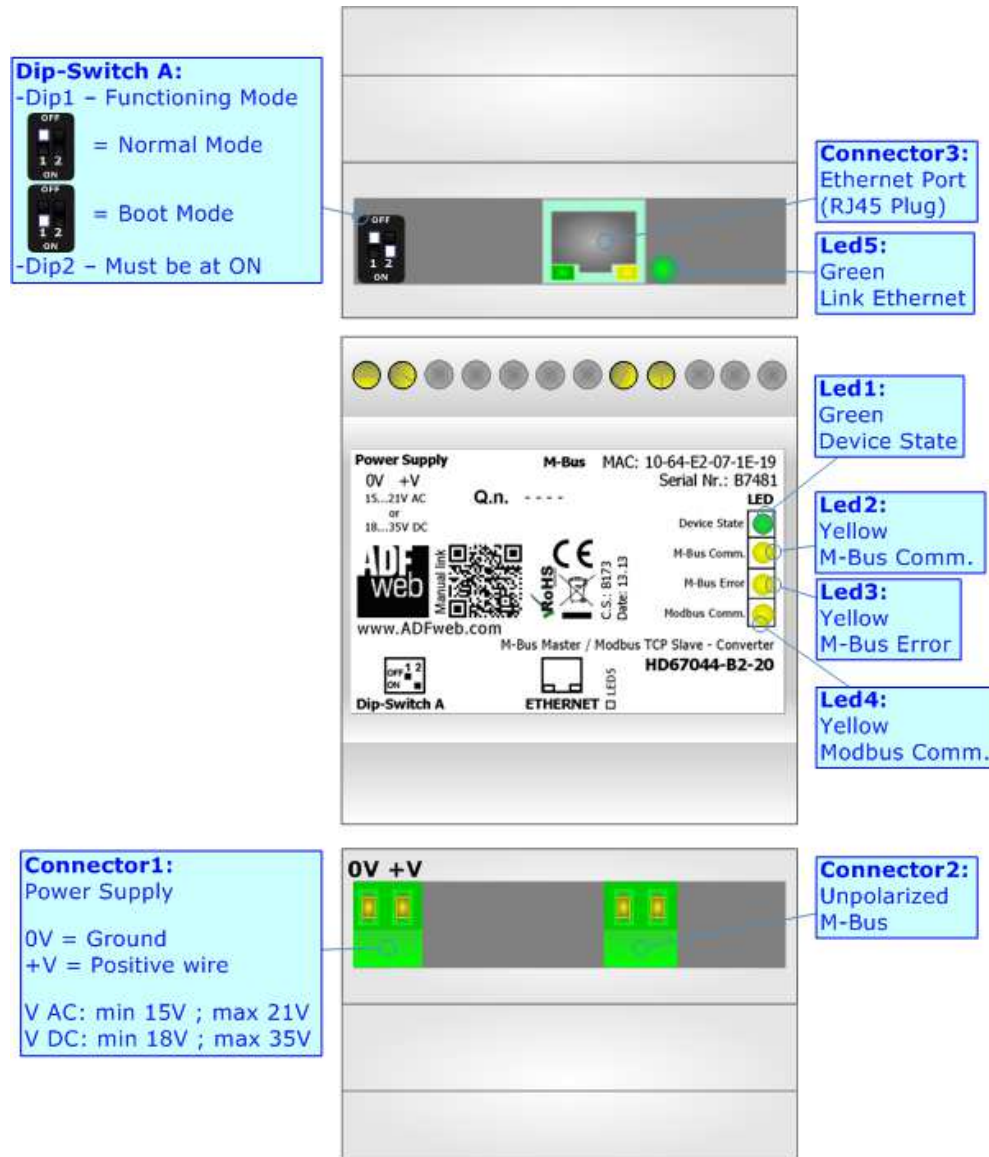 Dip-Switch A:
-Dip1 – Functioning Mode
OFF
1 2
ON
= Normal Mode
OFF
1 2
ON
= Boot Mode
-Dip2 – Must be at ON
OFF
1 2
ON
Connector3:
Ethernet Port
(RJ45 Plug)
Led5:
Green
Link Ethernet
Led1:
Green
Device State
Led2:
Yellow
M-Bus Comm.
Led3:
Yellow
M-Bus Error
Led4:
Yellow
Modbus Comm.
Power Supply
0V +V
15...21V AC
or
18...35V DC
M-Bus
MAC: 10-64-E2-07-1E-19
Serial Nr.: B7481
Q.n. - - - -
LED
Device State
M-Bus Comm.
M-Bus Error
Modbus Comm.
ADF
web
Manual link
RoHS
CE
C.S.: 8173
Date: 13.13
www.ADFweb.com
M-Bus Master / Modbus TCP Slave - Converter
HD67044-B2-20
OFF 1 2
ON
Dip-Switch A
ETHERNET
LED5
Connector1:
Power Supply
0V = Ground
+V = Positive wire
V AC: min 15V ; max 21V
V DC: min 18V ; max 35V
0V +V
Connector2:
Unpolarized
M-Bus